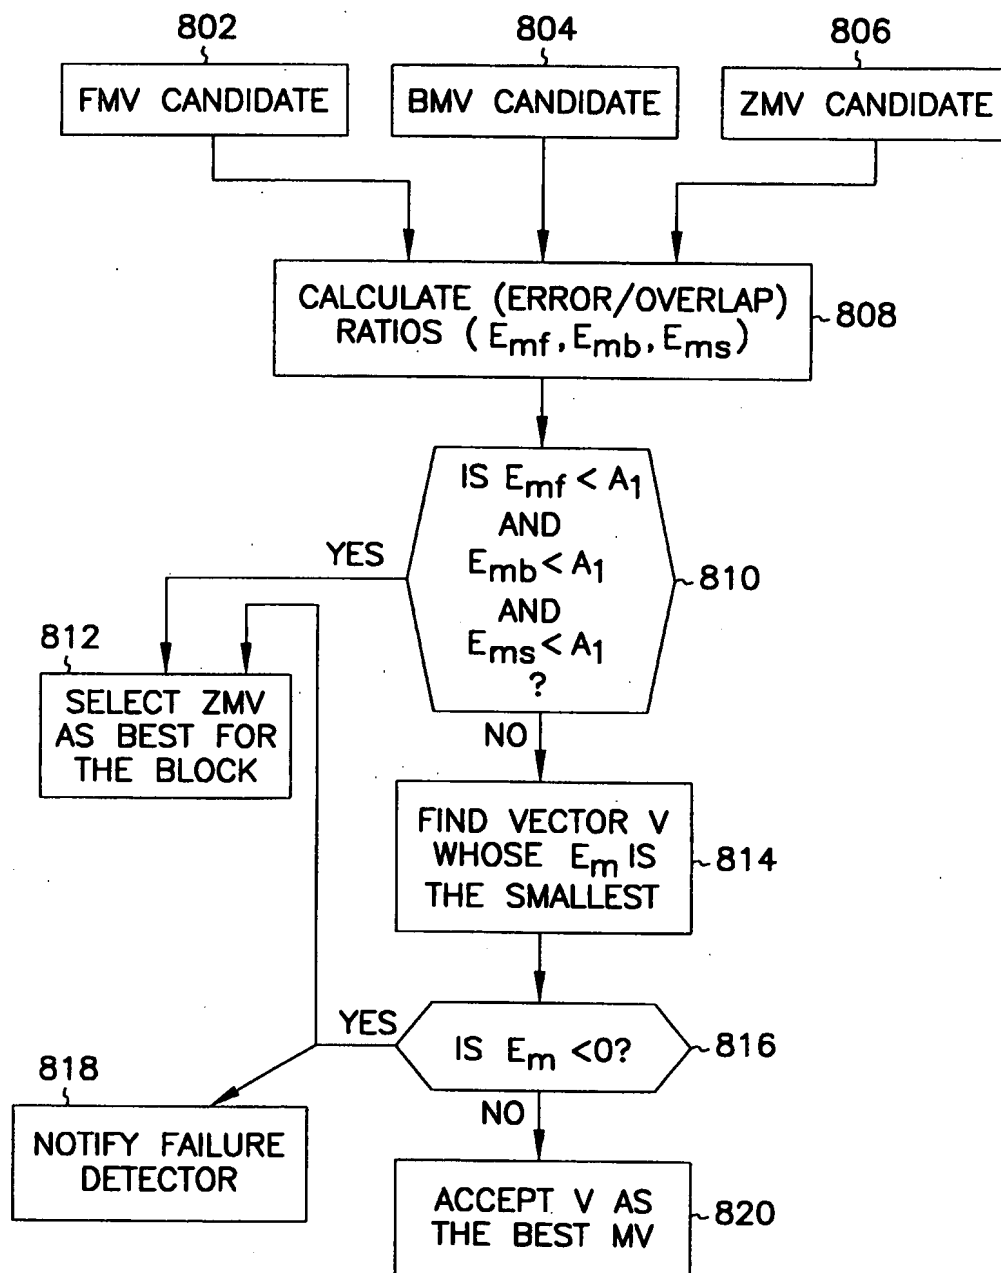 802
804
806
FMV CANDIDATE
BMV CANDIDATE
ZMV CANDIDATE
CALCULATE (ERROR/OVERLAP)
RATIOS (Emf, Emb, Ems)
808
IS Emf < A1
AND
Emb < A1
AND
Ems < A1
?
810
YES
812
SELECT ZMV
AS BEST FOR
THE BLOCK
NO
FIND VECTOR V
WHOSE Em IS
THE SMALLEST
814
YES
IS Em <0?
816
818
NOTIFY FAILURE
DETECTOR
NO
ACCEPT V AS
THE BEST MV
820